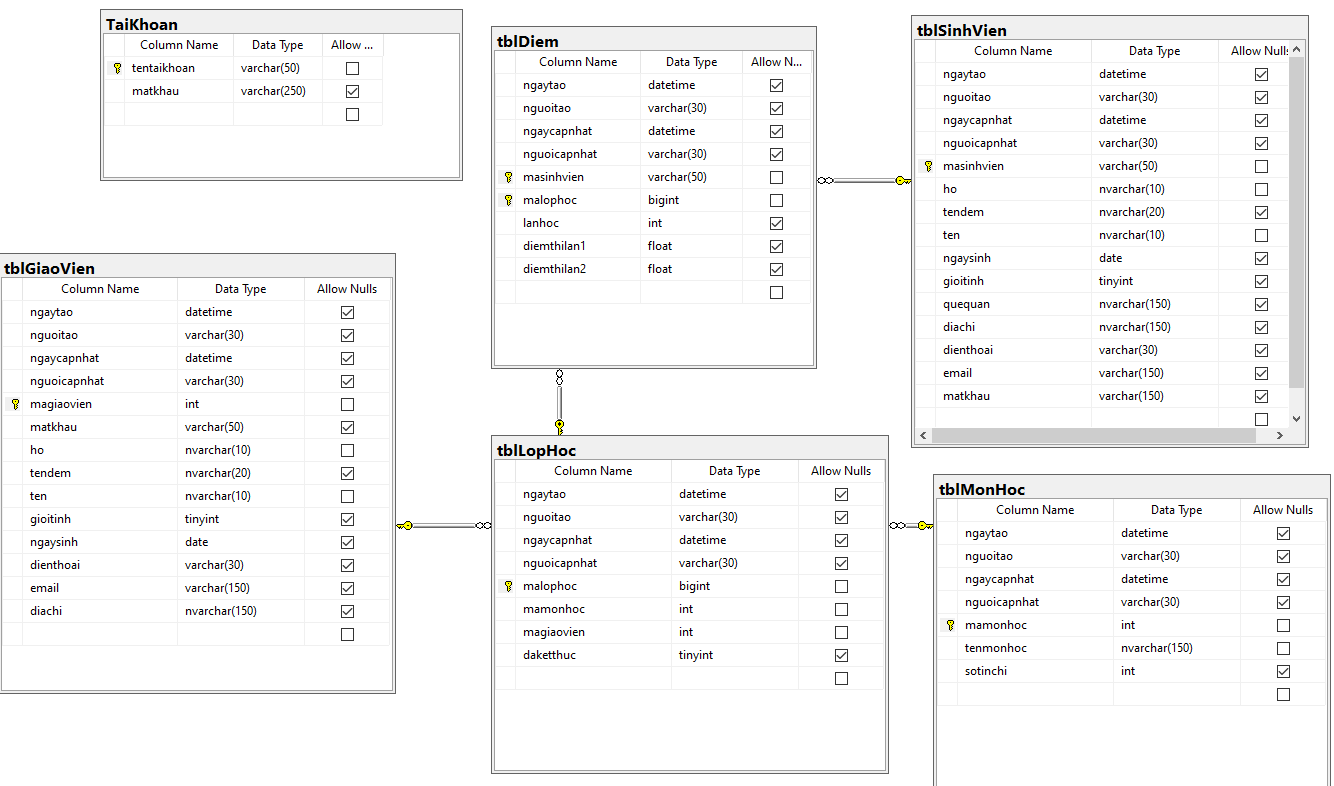 TaiKhoan
Column Name Data Type Allow ...
tentaikhoan varchar(50)
matkhau varchar(250)
tblDiem
Column Name Data Type Allow N...
ngaytao datetime
nguoitao varchar(30)
ngaycapnhat datetime
nguoicapnhat varchar(30)
masinhvien varchar(50)
malophoc bigint
lanhoc int
diemthilan1 float
diemthilan2 float
tblSinhVien
Column Name Data Type Allow Nulls
ngaytao datetime
nguoitao varchar(30)
ngaycapnhat datetime
nguoicapnhat varchar(30)
masinhvien varchar(50)
ho nvarchar(10)
tendem nvarchar(20)
ten nvarchar(10)
ngaysinh date
gioitinh tinyint
quequan nvarchar(150)
diachi nvarchar(150)
dienthoai varchar(30)
email varchar(150)
matkhau varchar(150)
tblGiaoVien
Column Name Data Type Allow Nulls
ngaytao datetime
nguoitao varchar(30)
ngaycapnhat datetime
nguoicapnhat varchar(30)
magiaovien int
matkhau varchar(50)
ho nvarchar(10)
tendem nvarchar(20)
ten nvarchar(10)
gioitinh tinyint
ngaysinh date
dienthoai varchar(30)
email varchar(150)
diachi nvarchar(150)
tblLopHoc
Column Name Data Type Allow Nulls
ngaytao datetime
nguoitao varchar(30)
ngaycapnhat datetime
nguoicapnhat varchar(30)
malophoc bigint
mamonhoc int
magiaovien int
daketthuc tinyint
tblMonHoc
Column Name Data Type Allow Nulls
ngaytao datetime
nguoitao varchar(30)
ngaycapnhat datetime
nguoicapnhat varchar(30)
mamonhoc int
tenmonhoc nvarchar(150)
sotinchi int